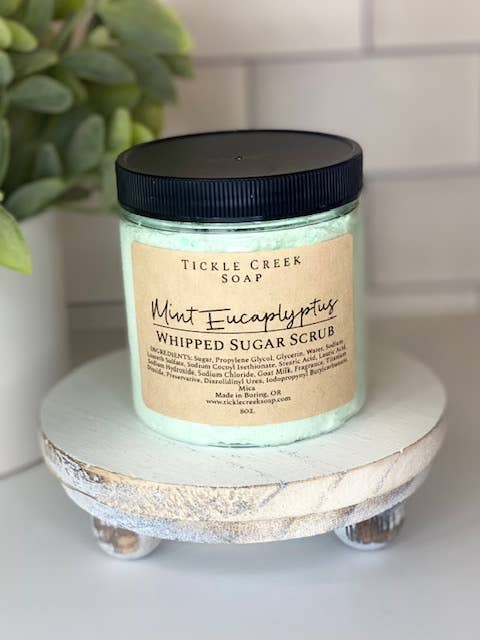 Tickle Creek
Soap
Mint Eucaplyptus
Whipped Sugar Scrub
INGREDIENTS: Sugar, Propylene Glycol, Glycerin, Water, Sodium
Laureth Sulfate, Sodium Cocoyl Isethionate, Stearic Acid, Lauric Acid,
Sodium Hydroxide, Sodium Chloride, Goat Milk, Fragrance, Titanium
Dioxide, Preservative, Diazolidinyl Urea, Iodopropynyl Butylcarbamate,
Mica
Made in Boring, OR
www.ticklecreeksoap.com
8oz.